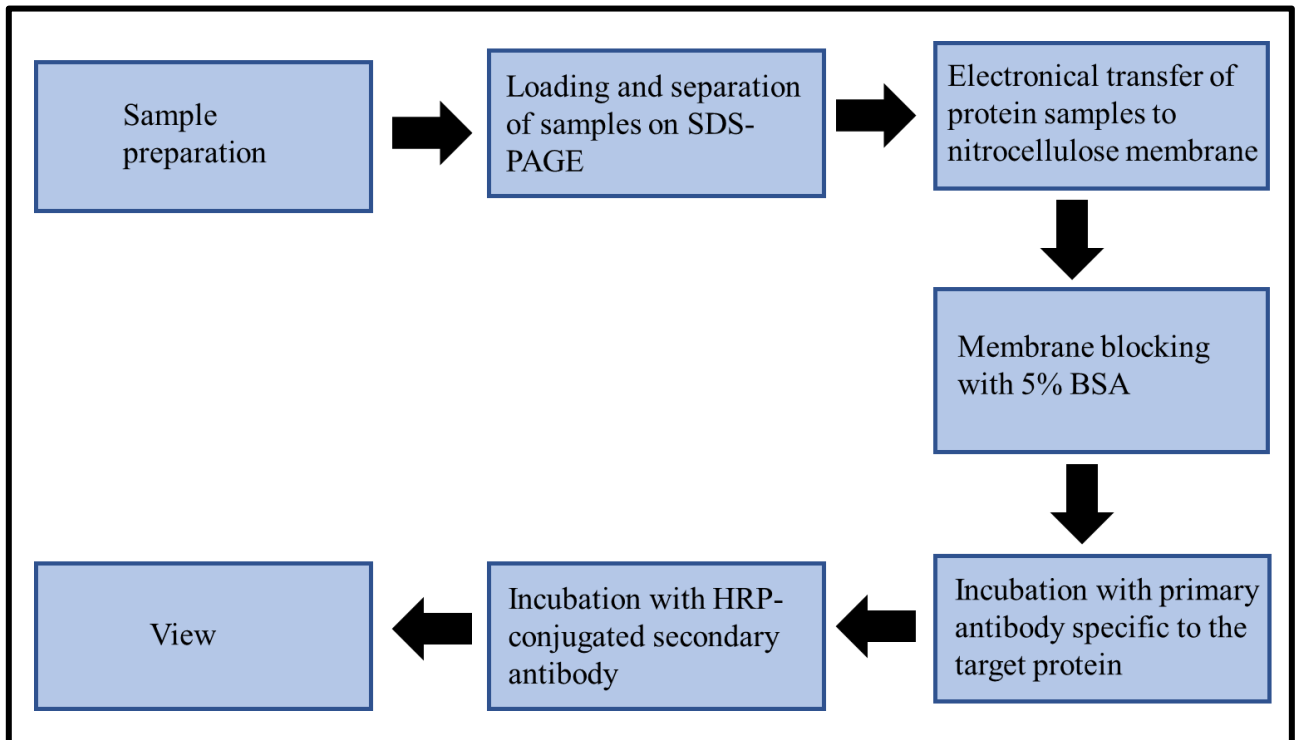 Sample
preparation
Loading and separation
of samples on SDS-
PAGE
Electronical transfer of
protein samples to
nitrocellulose membrane
Membrane blocking
with 5% BSA
Incubation with primary
antibody specific to the
target protein
Incubation with HRP-
conjugated secondary
antibody
View